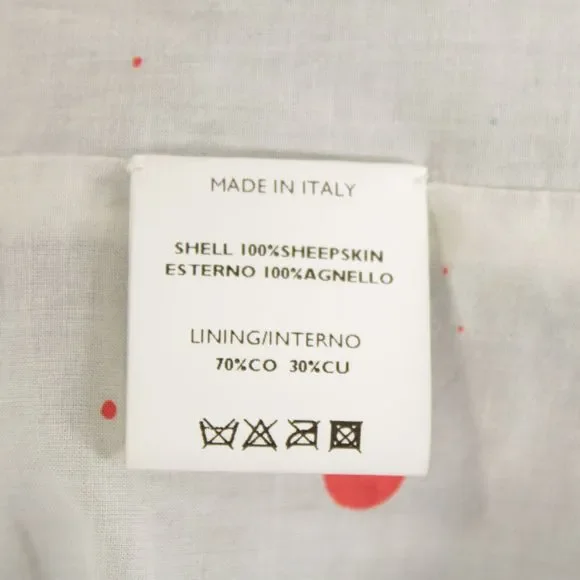 MADE IN ITALY
SHELL 100%SHEEPSKIN
ESTERNO 100%AGNELLO
LINING/INTERNO
70%CO 30%CU